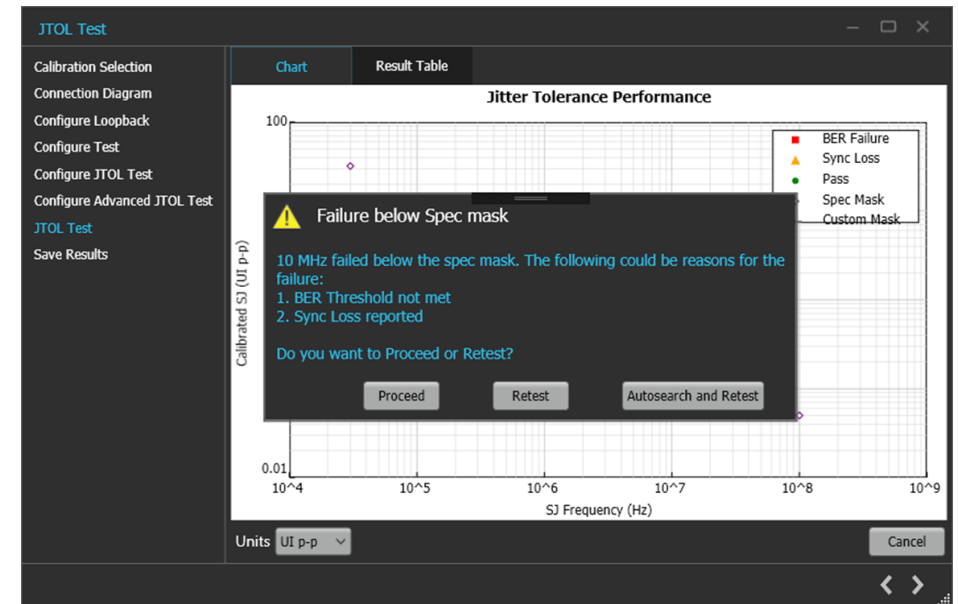 JTOL Test
Calibration Selection
Connection Diagram
Configure Loopback
Configure Test
Configure JTOL Test
Configure Advanced JTOL Test
JTOL Test
Save Results
Chart
Result Table
Jitter Tolerance Performance
100
BER Failure
Sync Loss
Pass
Spec Mask
Custom Mask
Calibrated SJ (UI p-p)
Failure below Spec mask
10 MHz failed below the spec mask. The following could be reasons for the
failure:
1. BER Threshold not met
2. Sync Loss reported
Do you want to Proceed or Retest?
Proceed
Retest
Autosearch and Retest
0.01
10^4
10^5
10^6
10^7
10^8
10^9
SJ Frequency (Hz)
Units
UI p-p
Cancel